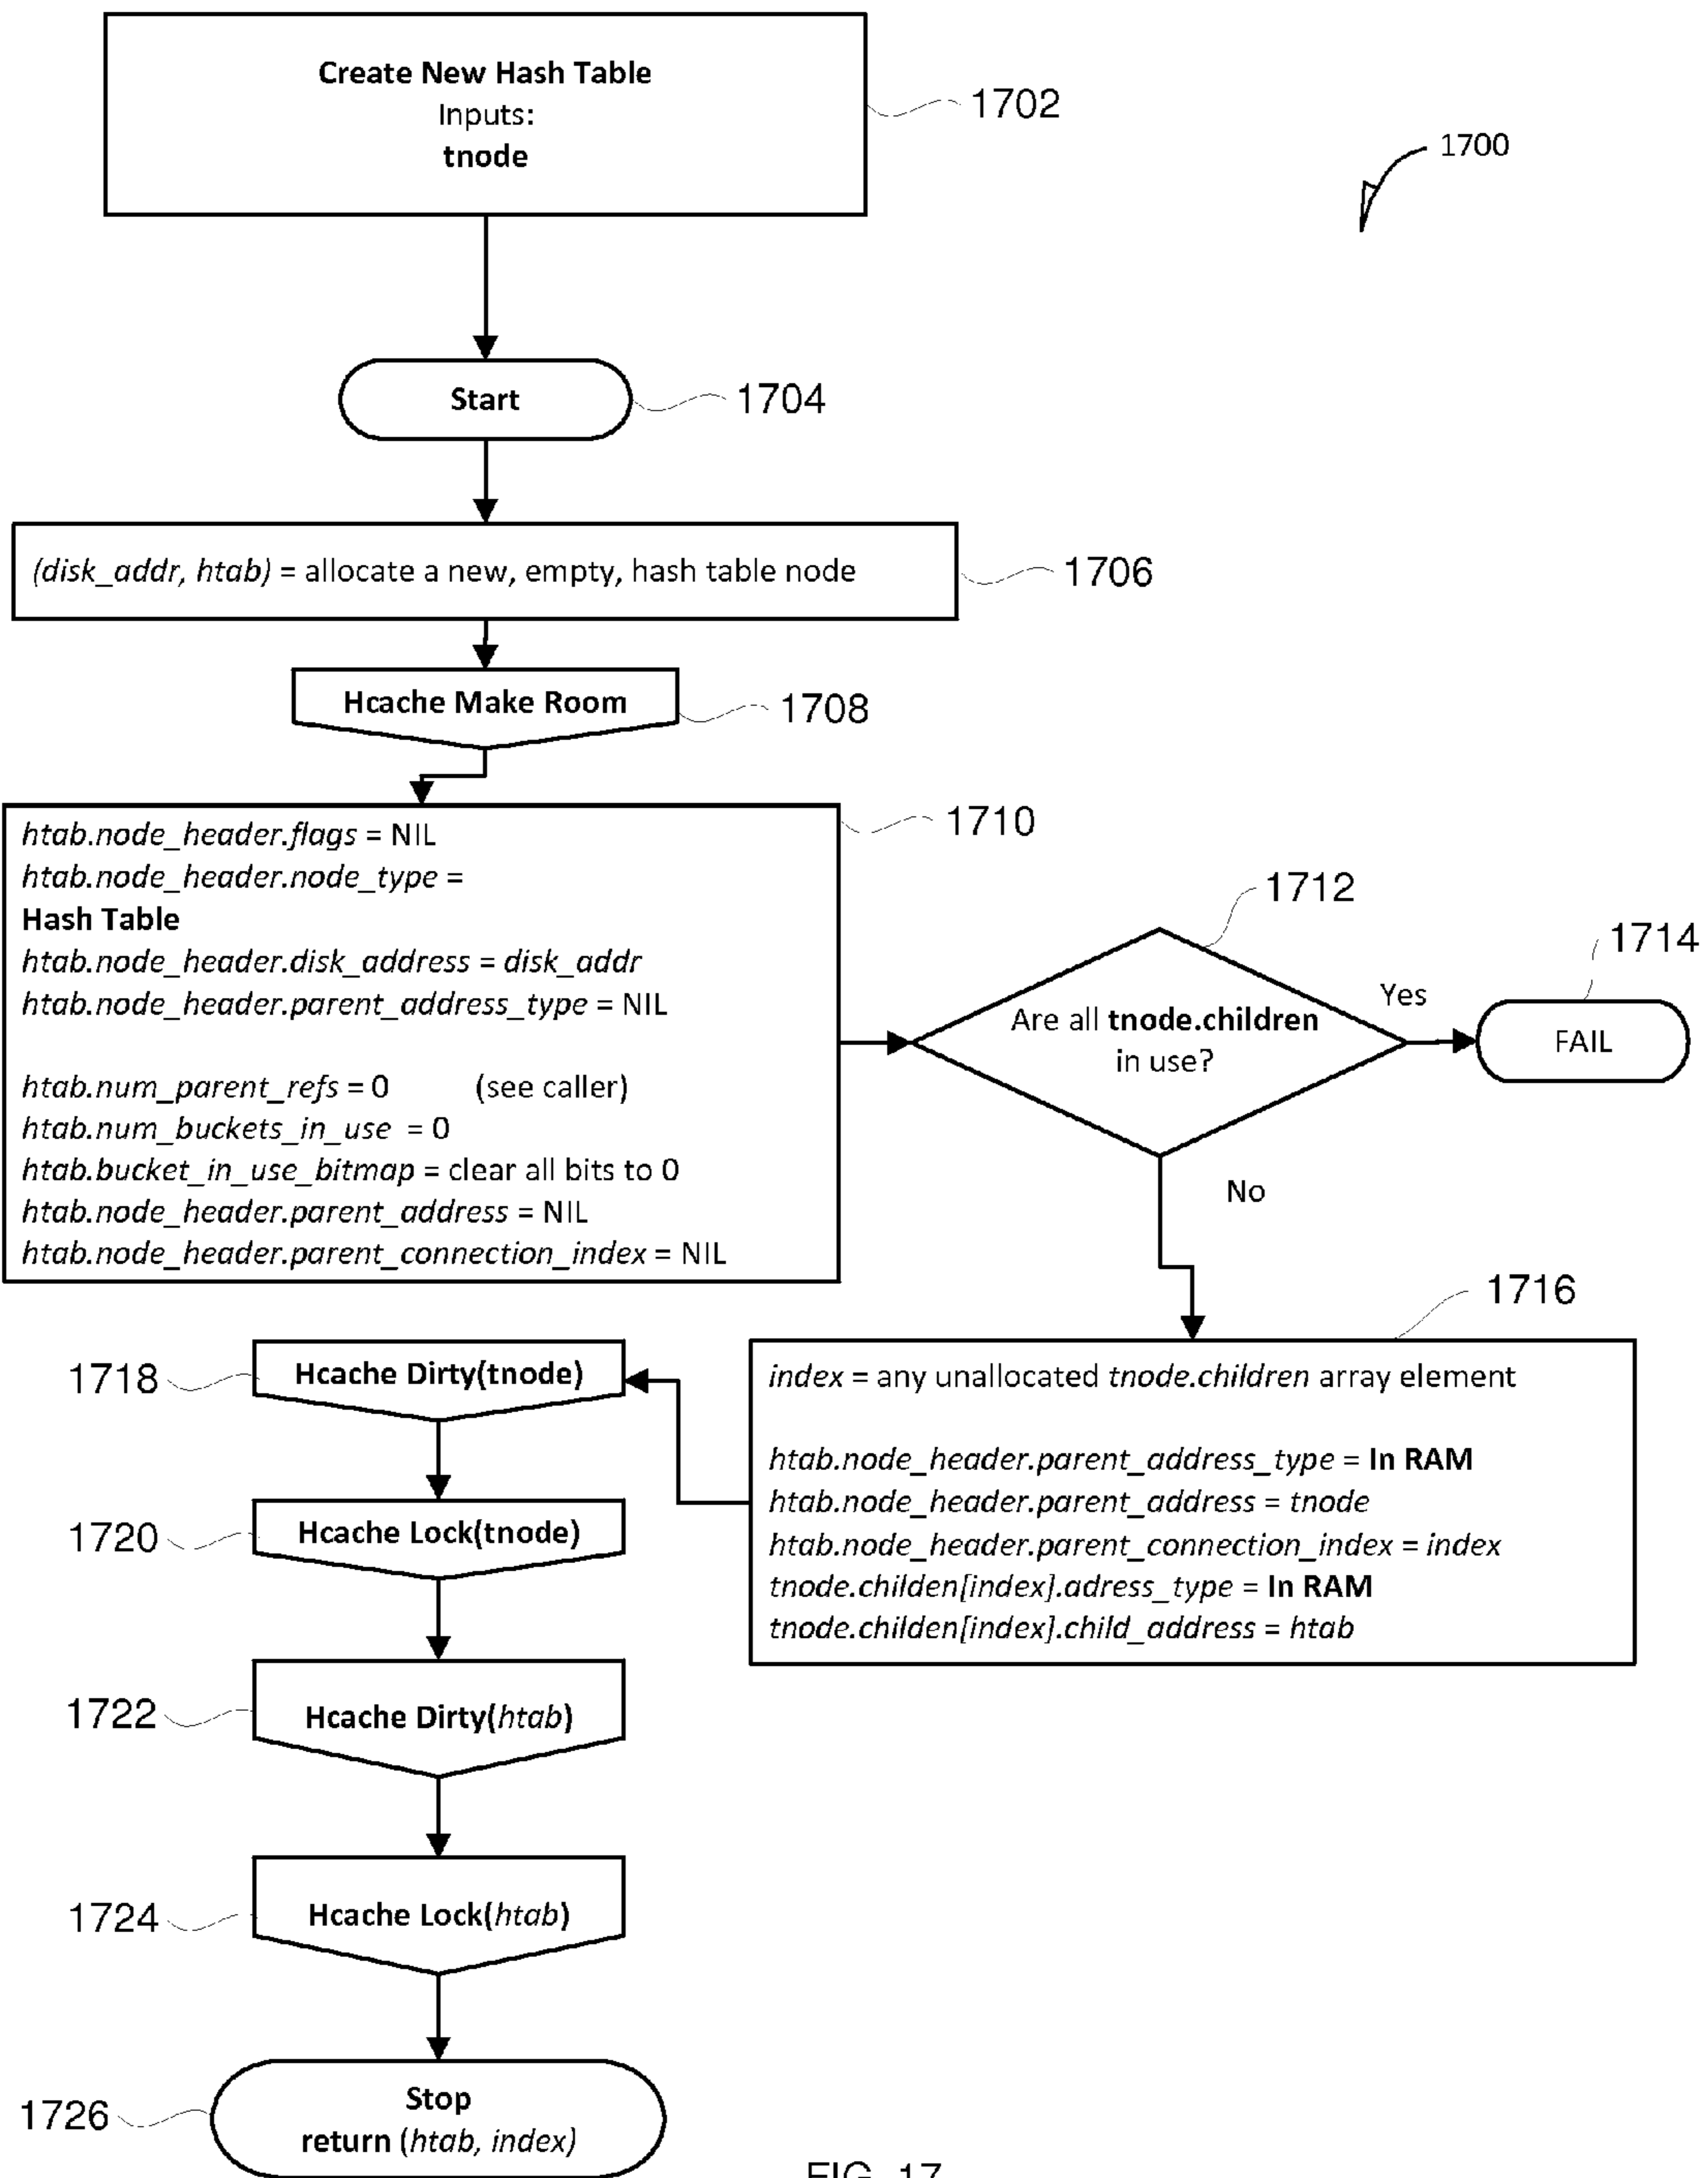 Create New Hash Table
Inputs:
tnode
1702
1700
Start
1704
(disk_addr, htab) = allocate a new, empty, hash table node
1706
Hcache Make Room
1708
htab.node_header.flags = NIL
htab.node_header.node_type =
Hash Table
htab.node_header.disk_address = disk_addr
htab.node_header.parent_address_type = NIL
htab.num_parent_refs = 0 (see caller)
htab.num_buckets_in_use = 0
htab.bucket_in_use_bitmap = clear all bits to 0
htab.node_header.parent_address = NIL
htab.node_header.parent_connection_index = NIL
1710
1712
Are all tnode.children
in use?
Yes
1714
FAIL
No
1716
index = any unallocated tnode.children array element
htab.node_header.parent_address_type = In RAM
htab.node_header.parent_address = tnode
htab.node_header.parent_connection_index = index
tnode.childen[index].adress_type = In RAM
tnode.childen[index].child_address = htab
1718
Hcache Dirty(tnode)
1720
Hcache Lock(tnode)
1722
Hcache Dirty(htab)
1724
Hcache Lock(htab)
1726
Stop
return (htab, index)
FIG. 17